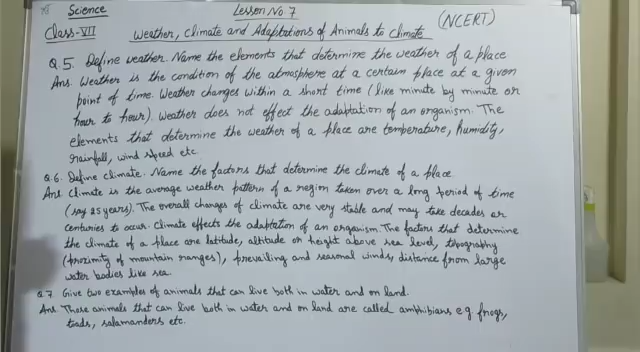 Science
Lesson No 7
Class-VII
Weather, Climate and Adaptations of Animals to Climate
(NCERT)
Q.5. Define weather. Name the elements that determine the weather of a place
Ans. Weather is the condition of the atmosphere at a certain place at a given
point of time. Weather changes within a short time (like minute by minute or
hour to hour). Weather does not effect the adaptation of an organism. The
elements that determine the weather of a place are temperature, humidity,
rainfall, wind speed etc.
Q.6. Define climate. Name the factors that determine the climate of a place
Ans. Climate is the average weather pattern of a region taken over a long period of time
(say 25 years). The overall changes of climate are very stable and may take decades or
centuries to occur. Climate effects the adaptation of an organism. The factors that determine
the climate of a place are latitude, altitude or height above sea level, topography
(proximity of mountain ranges), prevailing and seasonal winds, distance from large
water bodies like sea.
Q.7. Give two examples of animals that can live both in water and on land.
Ans. Those animals that can live both in water and on land are called amphibians e.g. frogs,
toads, salamanders etc.